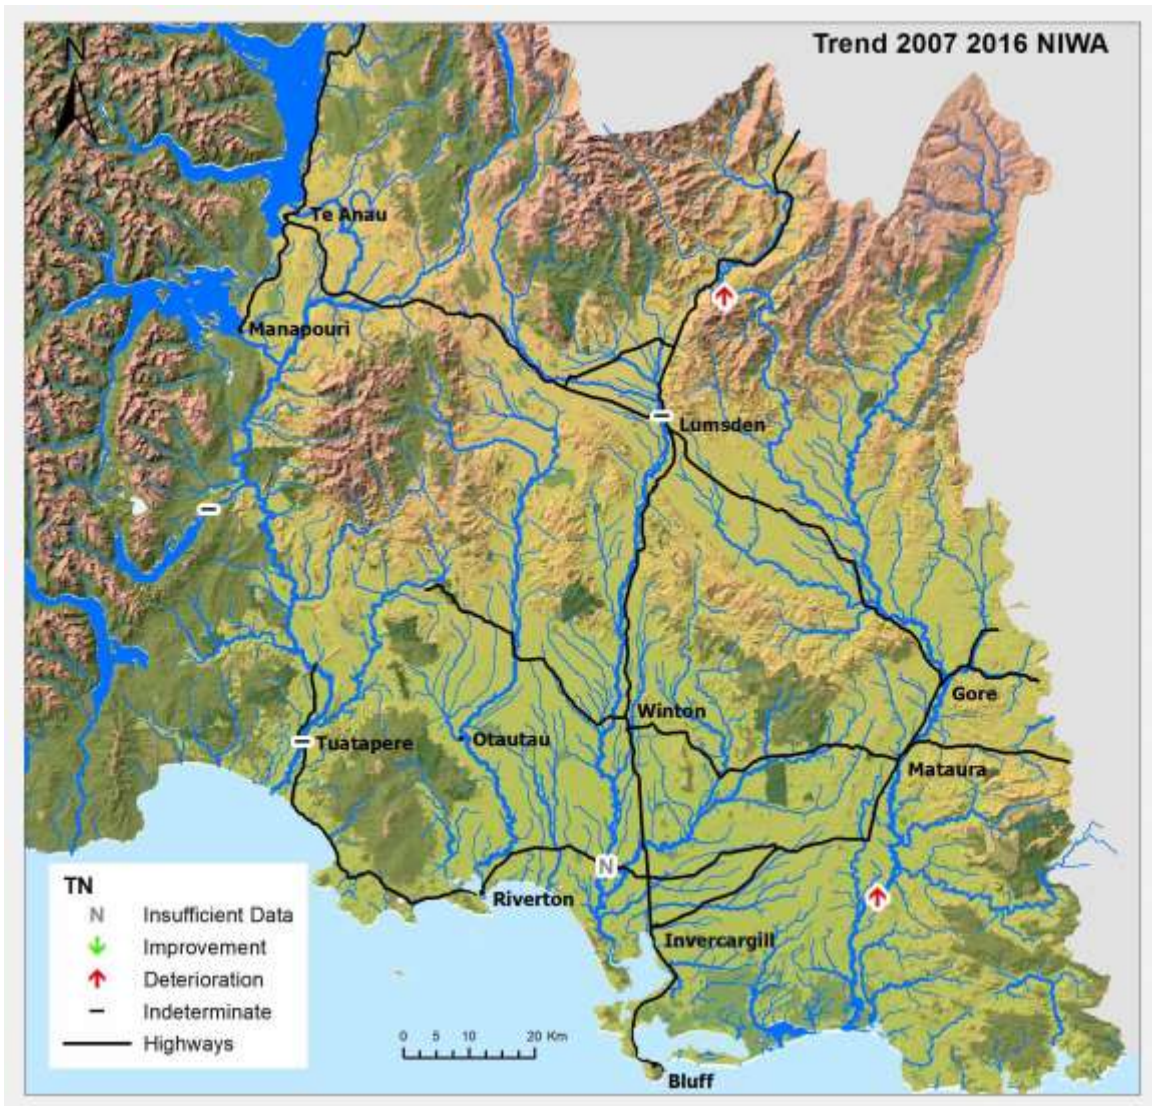 Trend 2007 2016 NIWA
N
Te Anau
Manapouri
Lumsden
Gore
Winton
Tuatapere
Otautau
Mataura
N
Riverton
Invercargill
Bluff
TN
N Insufficient Data
Improvement
Deterioration
Indeterminate
Highways
0 5 10 20 Km